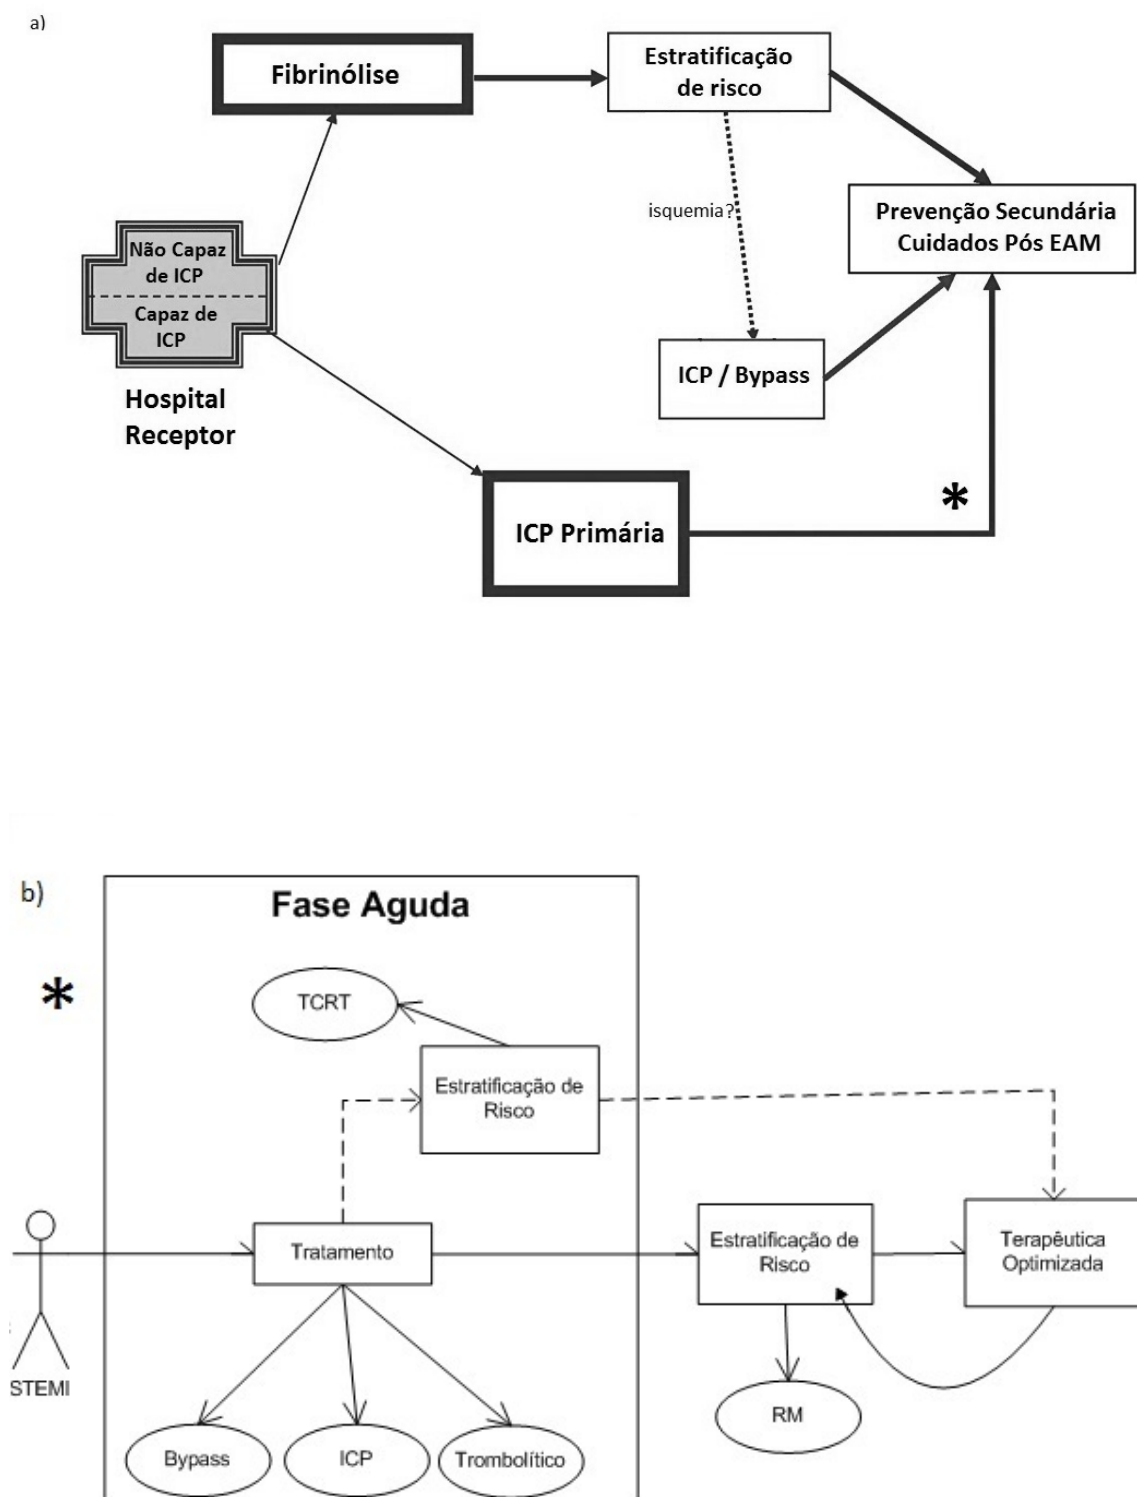 a)
Fibrinólise
Estratificação
de risco
isquemia?
Prevenção Secundária
Cuidados Pós EAM
Não Capaz
de ICP
Capaz de
ICP
Hospital
Receptor
ICP / Bypass
*
ICP Primária
b)
Fase Aguda
*
TCRT
Estratificação de
Risco
Tratamento
Estratificação de
Risco
Terapêutica
Optimizada
STEMI
RM
Bypass
ICP
Trombolítico